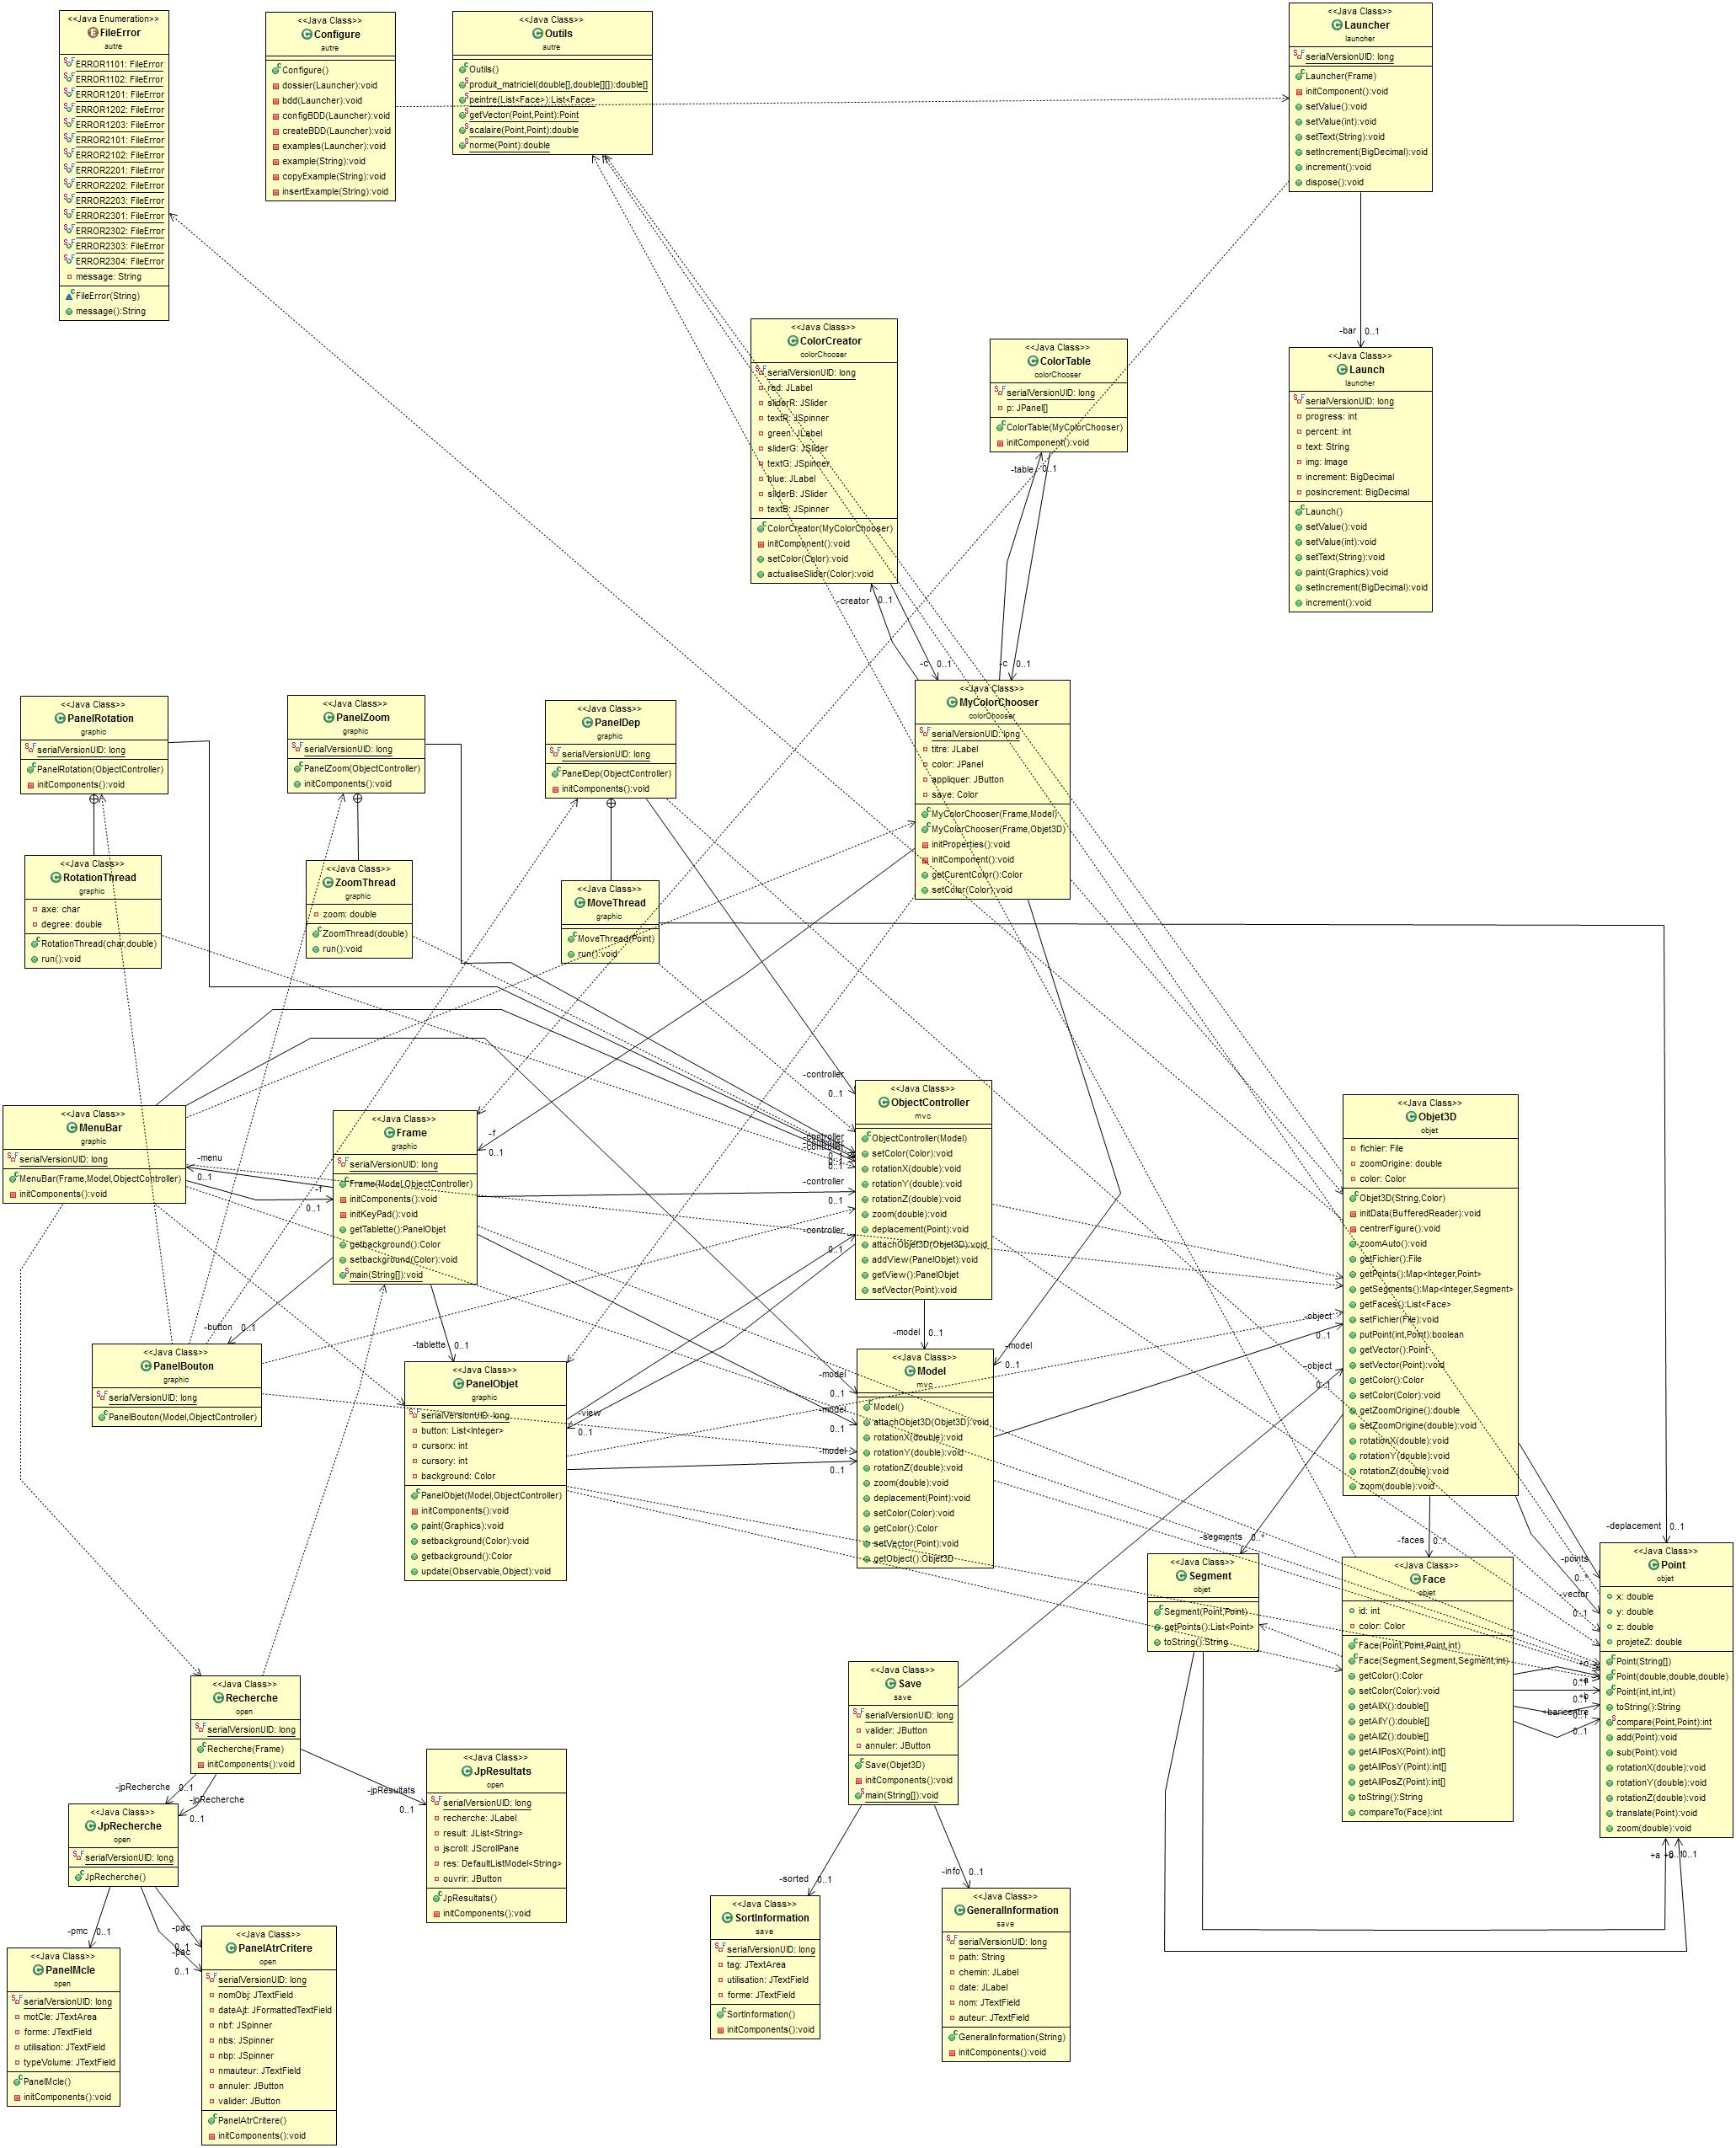 <<Java Enumeration>>
FileError
autre
ERROR1101: FileError
ERROR1102: FileError
ERROR1201: FileError
ERROR1202: FileError
ERROR1203: FileError
ERROR2101: FileError
ERROR2102: FileError
ERROR2201: FileError
ERROR2202: FileError
ERROR2203: FileError
ERROR2301: FileError
ERROR2302: FileError
ERROR2303: FileError
ERROR2304: FileError
message: String
FileError(String)
message():String
<<Java Class>>
Configure
autre
Configure()
dossier(Launcher):void
bdd(Launcher):void
configBDD(Launcher):void
createBDD(Launcher):void
examples(Launcher):void
example(String):void
copyExample(String):void
insertExample(String):void
<<Java Class>>
Outils
autre
Outils()
produit_matriciel(double[],double[][]):double[]
peintre(List<Face>):List<Face>
getVector(Point,Point):Point
scalaire(Point,Point):double
norme(Point):double
<<Java Class>>
Launcher
launcher
serialVersionUID: long
Launcher(Frame)
initComponent():void
setValue():void
setValue(int):void
setText(String):void
setIncrement(BigDecimal):void
increment():void
dispose():void
-bar 0..1
<<Java Class>>
Launch
launcher
serialVersionUID: long
progress: int
percent: int
text: String
img: Image
increment: BigDecimal
posIncrement: BigDecimal
Launch()
setValue():void
setValue(int):void
setText(String):void
paint(Graphics):void
setIncrement(BigDecimal):void
increment():void
<<Java Class>>
ColorCreator
colorChooser
serialVersionUID: long
red: JLabel
sliderR: JSlider
textR: JSpinner
green: JLabel
sliderG: JSlider
textG: JSpinner
blue: JLabel
sliderB: JSlider
textB: JSpinner
ColorCreator(MyColorChooser)
initComponent():void
setColor(Color):void
actualiseSlider(Color):void
-creator 0..1
<<Java Class>>
ColorTable
colorChooser
serialVersionUID: long
p: JPanel[]
ColorTable(MyColorChooser)
initComponent():void
-table 0..1
-c 0..1
-c 0..1
<<Java Class>>
MyColorChooser
colorChooser
serialVersionUID: long
titre: JLabel
color: JPanel
appliquer: JButton
save: Color
MyColorChooser(Frame,Model)
MyColorChooser(Frame,Objet3D)
initProperties():void
initComponent():void
getCurentColor():Color
setColor(Color):void
<<Java Class>>
PanelRotation
graphic
serialVersionUID: long
PanelRotation(ObjectController)
initComponents():void
<<Java Class>>
PanelZoom
graphic
serialVersionUID: long
PanelZoom(ObjectController)
initComponents():void
<<Java Class>>
PanelDep
graphic
serialVersionUID: long
PanelDep(ObjectController)
initComponents():void
<<Java Class>>
RotationThread
graphic
axe: char
degree: double
RotationThread(char,double)
run():void
<<Java Class>>
ZoomThread
graphic
zoom: double
ZoomThread(double)
run():void
<<Java Class>>
MoveThread
graphic
MoveThread(Point)
run():void
<<Java Class>>
MenuBar
graphic
serialVersionUID: long
MenuBar(Frame,Model,ObjectController)
initComponents():void
-menu
0..1
-f
0..1
<<Java Class>>
Frame
graphic
serialVersionUID: long
Frame(Model,ObjectController)
initComponents():void
initKeyPad():void
getTablette():PanelObjet
getbackground():Color
setbackground(Color):void
main(String[]):void
-f
0..1
-controller
0..1
-controller
-controller
0..1
-controller
0..1
-controller
0..1
<<Java Class>>
ObjectController
mvc
ObjectController(Model)
setColor(Color):void
rotationX(double):void
rotationY(double):void
rotationZ(double):void
zoom(double):void
deplacement(Point):void
attachObjet3D(Objet3D):void
addView(PanelObjet):void
getView():PanelObjet
setVector(Point):void
<<Java Class>>
Objet3D
objet
fichier: File
zoomOrigine: double
color: Color
Objet3D(String,Color)
initData(BufferedReader):void
centrerFigure():void
zoomAuto():void
getFichier():File
getPoints():Map<Integer,Point>
getSegments():Map<Integer,Segment>
getFaces():List<Face>
setFichier(File):void
putPoint(int,Point):boolean
getVector():Point
setVector(Point):void
getColor():Color
setColor(Color):void
getZoomOrigine():double
setZoomOrigine(double):void
rotationX(double):void
rotationY(double):void
rotationZ(double):void
zoom(double):void
-button 0..1
-tablette 0..1
-model 0..1
-model
0..1
-object
0..1
-object
0..1
<<Java Class>>
PanelBouton
graphic
serialVersionUID: long
PanelBouton(Model,ObjectController)
<<Java Class>>
PanelObjet
graphic
serialVersionUID: long
button: List<Integer>
cursorx: int
cursory: int
background: Color
PanelObjet(Model,ObjectController)
initComponents():void
paint(Graphics):void
setbackground(Color):void
getbackground():Color
update(Observable,Object):void
-view
0..1
-model
0..1
-model
0..1
-model
0..1
<<Java Class>>
Model
mvc
Model()
attachObjet3D(Objet3D):void
rotationX(double):void
rotationY(double):void
rotationZ(double):void
zoom(double):void
deplacement(Point):void
setColor(Color):void
getColor():Color
setVector(Point):void
getObject():Objet3D
-segments 0..*
-faces 0..*
-deplacement 0..1
-points
0..*
-vector
0..1
<<Java Class>>
Segment
objet
Segment(Point,Point)
getPoints():List<Point>
toString():String
<<Java Class>>
Face
objet
id: int
color: Color
Face(Point,Point,Point,int)
Face(Segment,Segment,Segment,int)
getColor():Color
setColor(Color):void
getAllX():double[]
getAllY():double[]
getAllZ():double[]
getAllPosX(Point):int[]
getAllPosY(Point):int[]
getAllPosZ(Point):int[]
toString():String
compareTo(Face):int
+baricentre
0..1
<<Java Class>>
Point
objet
x: double
y: double
z: double
projeteZ: double
Point(String[])
Point(double,double,double)
Point(int,int,int)
toString():String
compare(Point,Point):int
add(Point):void
sub(Point):void
rotationX(double):void
rotationY(double):void
rotationZ(double):void
translate(Point):void
zoom(double):void
+a
0..1
<<Java Class>>
Recherche
open
serialVersionUID: long
Recherche(Frame)
initComponents():void
-jpRecherche 0..1
-jpRecherche
0..1
-jpResultats
0..1
<<Java Class>>
JpRecherche
open
serialVersionUID: long
JpRecherche()
<<Java Class>>
JpResultats
open
serialVersionUID: long
recherche: JLabel
result: JList<String>
jscroll: JScrollPane
res: DefaultListModel<String>
ouvrir: JButton
JpResultats()
initComponents():void
<<Java Class>>
Save
save
serialVersionUID: long
valider: JButton
annuler: JButton
Save(Objet3D)
initComponents():void
main(String[]):void
-sorted 0..1
-info 0..1
<<Java Class>>
SortInformation
save
serialVersionUID: long
tag: JTextArea
utilisation: JTextField
forme: JTextField
SortInformation()
initComponents():void
<<Java Class>>
GeneralInformation
save
serialVersionUID: long
path: String
chemin: JLabel
date: JLabel
nom: JTextField
auteur: JTextField
GeneralInformation(String)
initComponents():void
-pmc 0..1
-pac
0..1
-pac
0..1
<<Java Class>>
PanelMcle
open
serialVersionUID: long
motCle: JTextArea
forme: JTextField
utilisation: JTextField
typeVolume: JTextField
PanelMcle()
initComponents():void
<<Java Class>>
PanelAtrCritere
open
serialVersionUID: long
nomObj: JTextField
dateAjt: JFormattedTextField
nbf: JSpinner
nbs: JSpinner
nbp: JSpinner
nmauteur: JTextField
annuler: JButton
valider: JButton
PanelAtrCritere()
initComponents():void